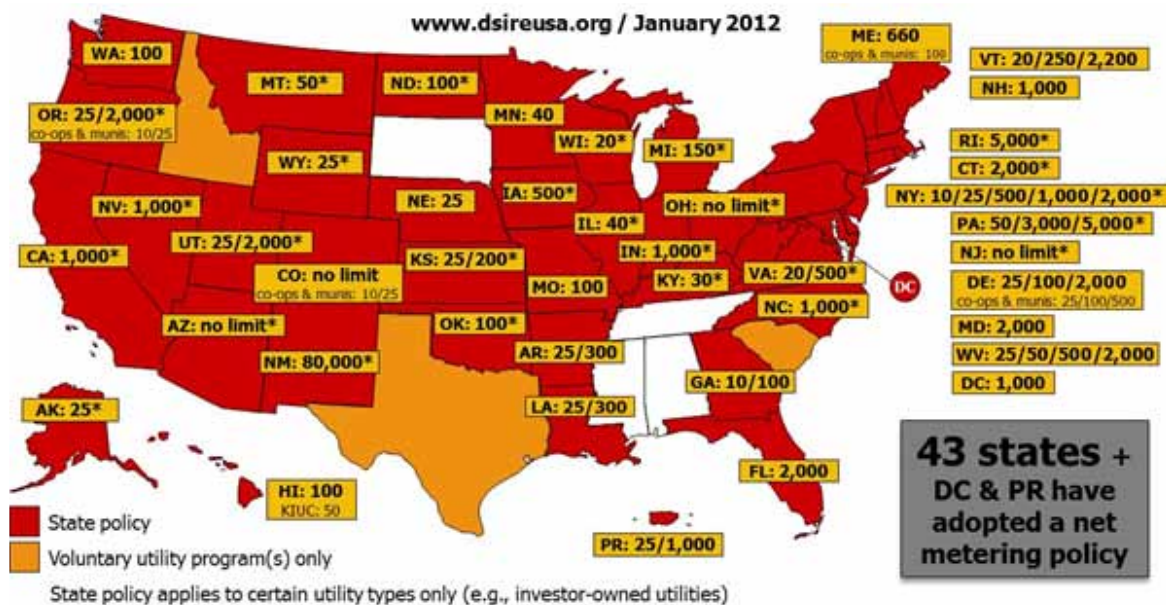 www.dsireusa.org / January 2012
WA: 100
OR: 25/2,000*
co-ops & munis: 10/25
MT: 50*
ND: 100*
MN: 40
WI: 20*
MI: 150*
ME: 660
co-ops & munis: 100
VT: 20/250/2,200
NH: 1,000
WY: 25*
NE: 25
IA: 500*
NV: 1,000*
UT: 25/2,000*
CA: 1,000*
CO: no limit
co-ops & munis: 10/25
KS: 25/200*
IL: 40*
OH: no limit*
IN: 1,000*
MO: 100
KY: 30*
VA: 20/500*
NC: 1,000*
DC
RI: 5,000*
CT: 2,000*
NY: 10/25/500/1,000/2,000*
PA: 50/3,000/5,000*
NJ: no limit*
DE: 25/100/2,000
co-ops & munis: 25/100/500
MD: 2,000
WV: 25/50/500/2,000
DC: 1,000
AZ: no limit*
NM: 80,000*
OK: 100*
AR: 25/300
LA: 25/300
GA: 10/100
FL: 2,000
AK: 25*
HI: 100
KIUC: 50
PR: 25/1,000
43 states +
DC & PR have
adopted a net
metering policy
State policy
Voluntary utility program(s) only
State policy applies to certain utility types only (e.g., investor-owned utilities)